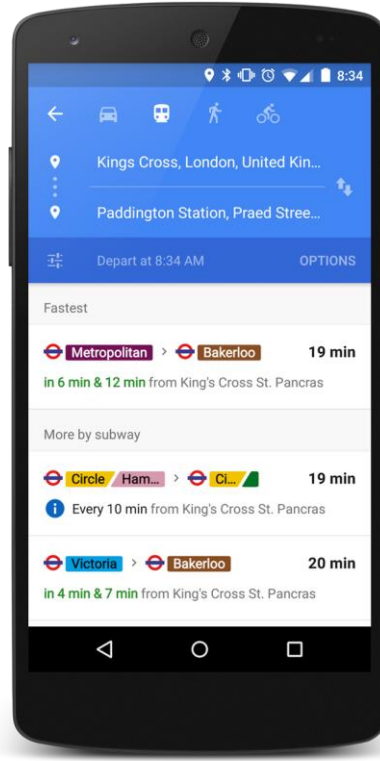 8:34
Kings Cross, London, United Kin...
Paddington Station, Praed Stree...
Depart at 8:34 AM OPTIONS
Fastest
Metropolitan > Bakerloo 19 min
in 6 min & 12 min from King's Cross St. Pancras
More by subway
Circle Ham... > Ci... 19 min
i Every 10 min from King's Cross St. Pancras
Victoria > Bakerloo 20 min
in 4 min & 7 min from King's Cross St. Pancras